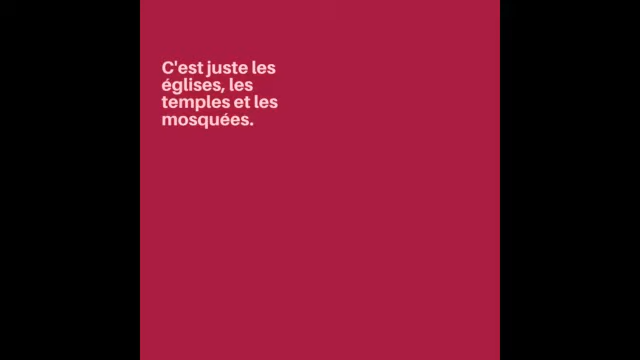 C'est juste les
églises, les
temples et les
mosquées.